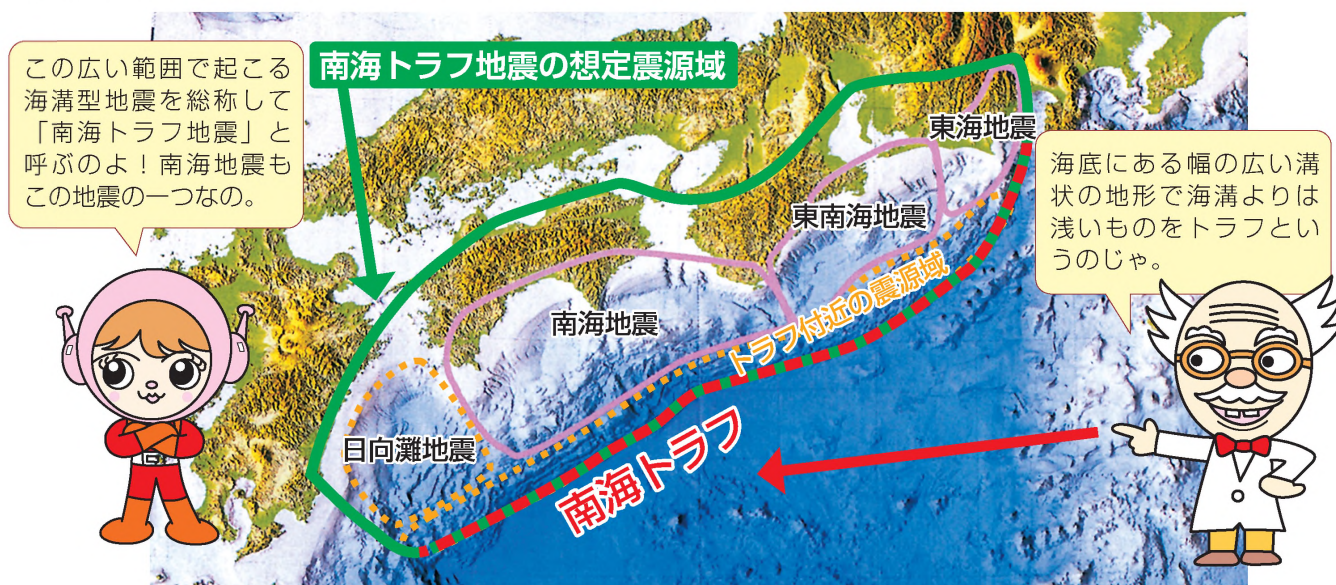 この広い範囲で起こる
海溝型地震を総称して
「南海トラフ地震」と
呼ぶのよ！南海地震も
この地震の一つなの。
南海トラフ地震の想定震源域
東海地震
海底にある幅の広い溝
状の地形で海溝よりは
浅いものをトラフとい
うのじゃ。
東南海地震
トラフ付近の震源域
南海地震
日向灘地震
南海トラフ